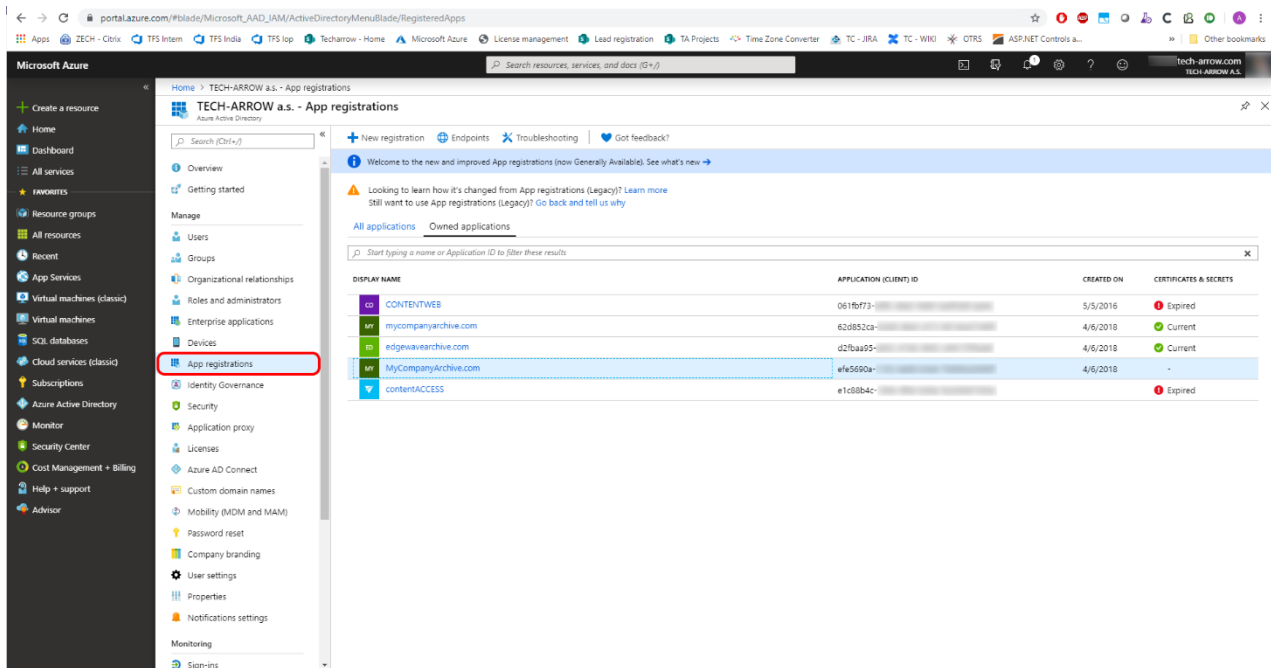 portal.azure.com/#blade/Microsoft_AAD_IAM/ActiveDirectoryMenuBlade/RegisteredApps
Apps ZECH - Citrix TFS Intern TFS India TFS Iop Techarrow - Home Microsoft Azure License management Lead registration TA Projects Time Zone Converter TC - JIRA TC - WIKI OTRS ASP.NET Controls a... » Other bookmarks
Microsoft Azure
Search resources, services, and docs (G+/)
1
tech-arrow.com
TECH-ARROW A.S.
Create a resource
Home
Dashboard
All services
FAVORITES
Resource groups
All resources
Recent
App Services
Virtual machines (classic)
Virtual machines
SQL databases
Cloud services (classic)
Subscriptions
Azure Active Directory
Monitor
Security Center
Cost Management + Billing
Help + support
Advisor
Home > TECH-ARROW a.s. - App registrations
TECH-ARROW a.s. - App registrations
Azure Active Directory
Search (Ctrl+/)
Overview
Getting started
Manage
Users
Groups
Organizational relationships
Roles and administrators
Enterprise applications
Devices
App registrations
Identity Governance
Security
Application proxy
Licenses
Azure AD Connect
Custom domain names
Mobility (MDM and MAM)
Password reset
Company branding
User settings
Properties
Notifications settings
Monitoring
Sign-ins
New registration Endpoints Troubleshooting Got feedback?
Welcome to the new and improved App registrations (now Generally Available). See what's new →
Looking to learn how it's changed from App registrations (Legacy)? Learn more
Still want to use App registrations (Legacy)? Go back and tell us why
All applications Owned applications
Start typing a name or Application ID to filter these results
DISPLAY NAME APPLICATION (CLIENT) ID CREATED ON CERTIFICATES & SECRETS
CO CONTENTWEB 061fbf73- 5/5/2016 Expired
MY mycompanyarchive.com 62d852ca- 4/6/2018 Current
ED edgewavearchive.com d2fbaa95- 4/6/2018 Current
MY MyCompanyArchive.com efe5690a- 4/6/2018 -
contentACCESS e1c88b4c- Expired